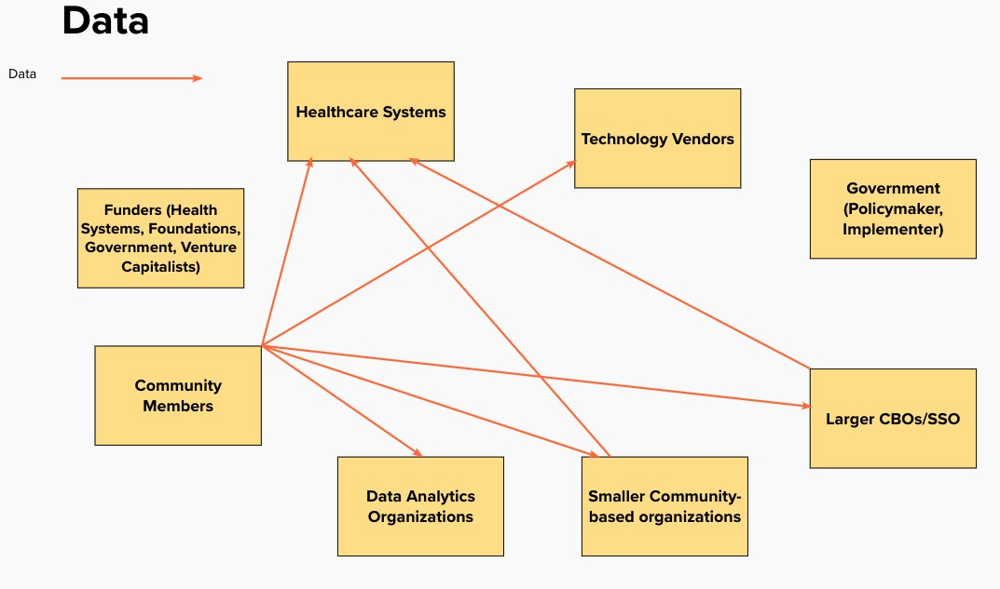 Data
Data
Healthcare Systems
Technology Vendors
Government
(Policymaker,
Implementer)
Funders (Health
Systems, Foundations,
Government, Venture
Capitalists)
Community
Members
Larger CBOs/SSO
Data Analytics
Organizations
Smaller Community-
based organizations